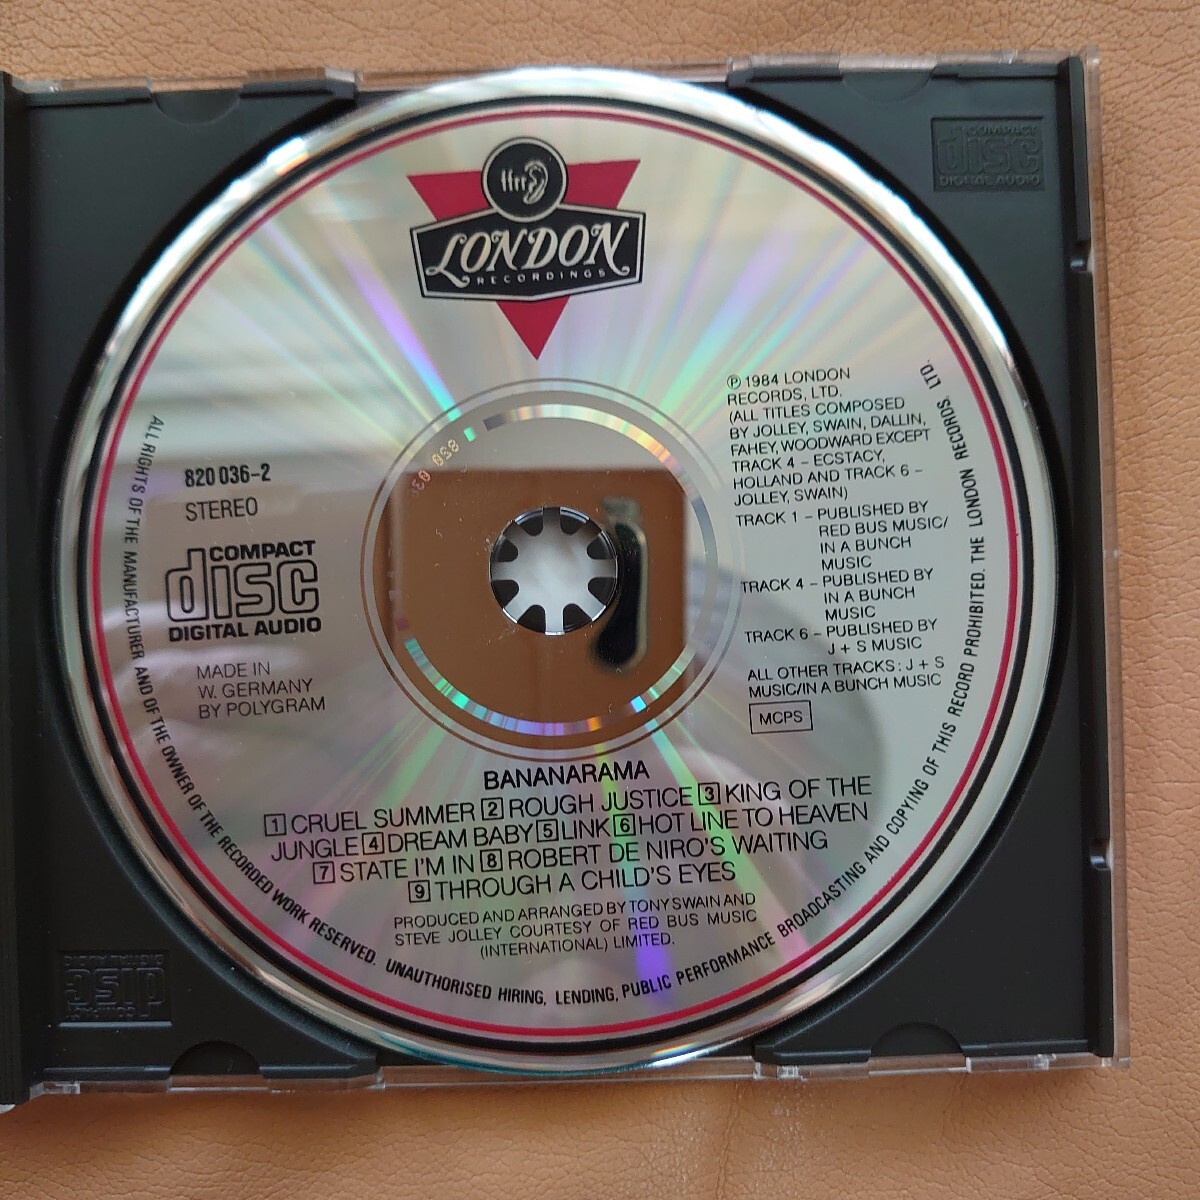 COMPACT
disc
DIGITAL AUDIO
ffrr
LONDON
RECORDINGS
820 036-2
STEREO
COMPACT
disc
DIGITAL AUDIO
MADE IN
W. GERMANY
BY POLYGRAM
℗ 1984 LONDON
RECORDS, LTD.
(ALL TITLES COMPOSED
BY JOLLEY, SWAIN, DALLIN,
FAHEY, WOODWARD EXCEPT
TRACK 4 – ECSTACY,
HOLLAND AND TRACK 6 –
JOLLEY, SWAIN)
TRACK 1 – PUBLISHED BY
RED BUS MUSIC/
IN A BUNCH
MUSIC
TRACK 4 – PUBLISHED BY
IN A BUNCH
MUSIC
TRACK 6 – PUBLISHED BY
J + S MUSIC
ALL OTHER TRACKS: J + S
MUSIC/IN A BUNCH MUSIC
MCPS
BANANARAMA
1 CRUEL SUMMER 2 ROUGH JUSTICE 3 KING OF THE
JUNGLE 4 DREAM BABY 5 LINK 6 HOT LINE TO HEAVEN
7 STATE I'M IN 8 ROBERT DE NIRO'S WAITING
9 THROUGH A CHILD'S EYES
PRODUCED AND ARRANGED BY TONY SWAIN AND
STEVE JOLLEY COURTESY OF RED BUS MUSIC
(INTERNATIONAL) LIMITED.
ALL RIGHTS OF THE MANUFACTURER AND OF THE OWNER OF THE RECORDED WORK RESERVED. UNAUTHORISED HIRING, LENDING, PUBLIC PERFORMANCE BROADCASTING AND COPYING OF THIS RECORD PROHIBITED. THE LONDON RECORDS, LTD.
COMPACT
disc
DIGITAL AUDIO